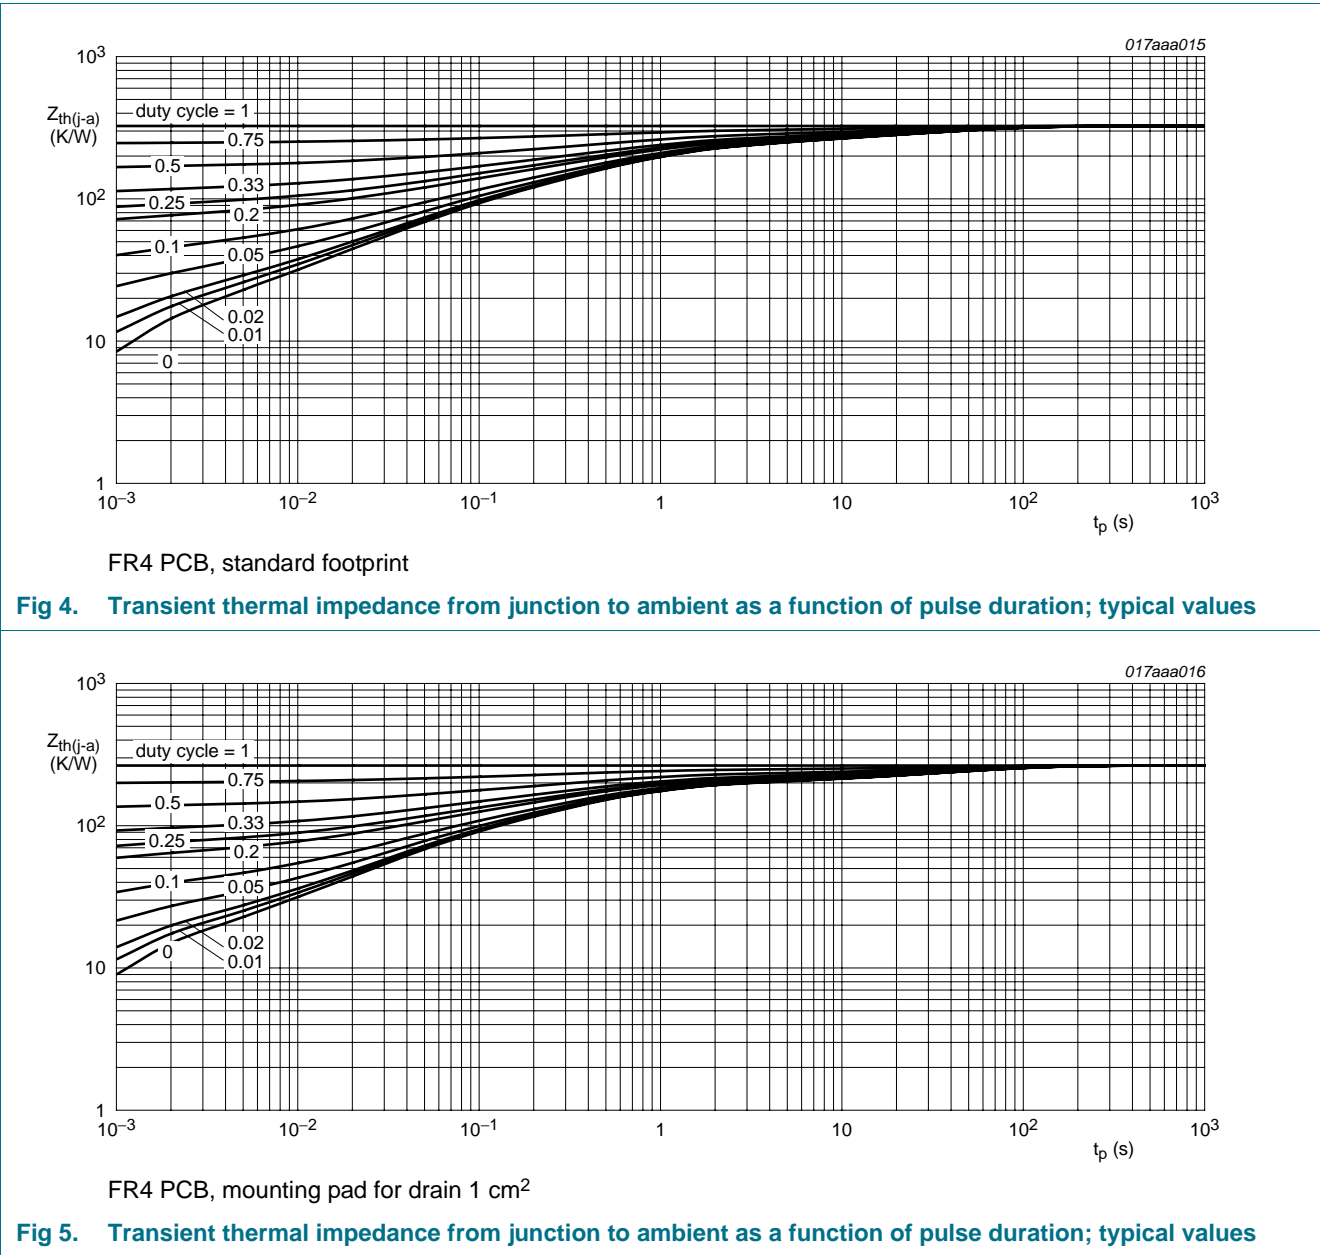 017aaa015
10³
Z_th(j-a)
(K/W)
duty cycle = 1
0.75
0.5
0.33
10²
0.25
0.2
0.1
0.05
0.02
0.01
10
0
1
10⁻³ 10⁻² 10⁻¹ 1 10 10² 10³
t_p (s)
FR4 PCB, standard footprint
Fig 4. Transient thermal impedance from junction to ambient as a function of pulse duration; typical values
017aaa016
10³
Z_th(j-a)
(K/W)
duty cycle = 1
0.75
0.5
0.33
10²
0.25
0.2
0.1
0.05
0.02
0
0.01
10
1
10⁻³ 10⁻² 10⁻¹ 1 10 10² 10³
t_p (s)
FR4 PCB, mounting pad for drain 1 cm²
Fig 5. Transient thermal impedance from junction to ambient as a function of pulse duration; typical values